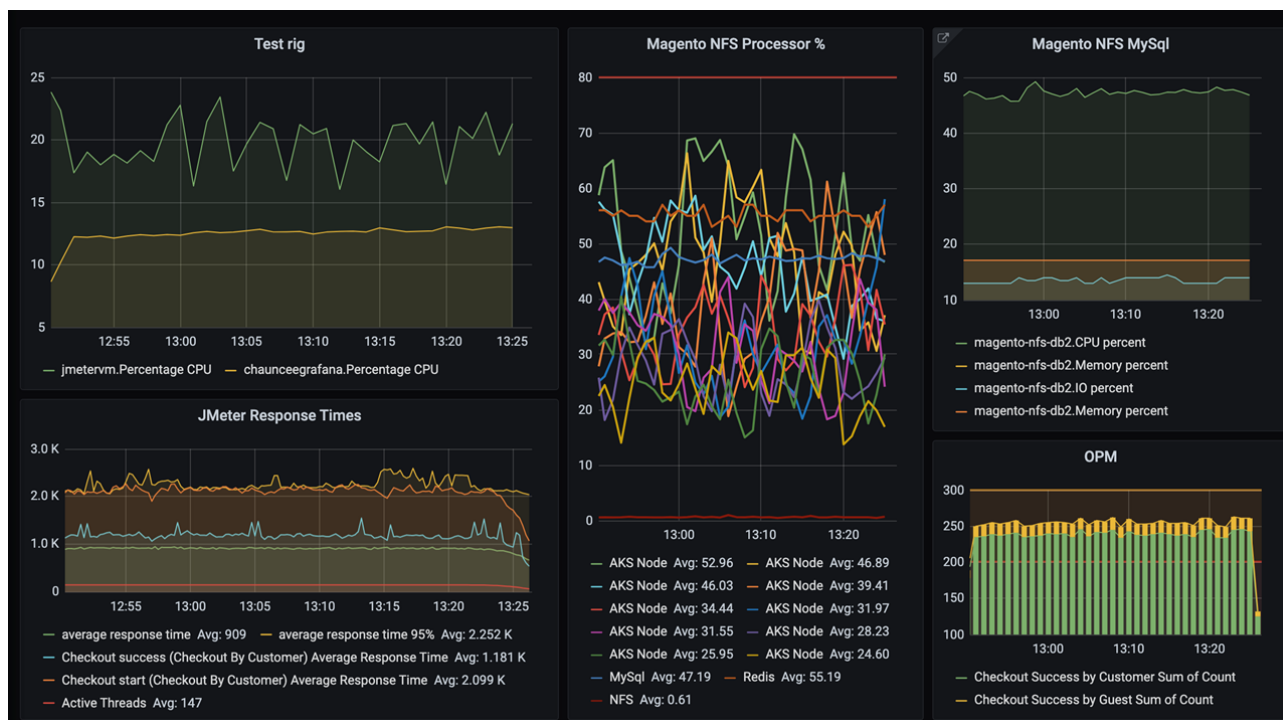 Test rig
25
20
15
10
5
12:55 13:00 13:05 13:10 13:15 13:20 13:25
jmetervm.Percentage CPU chaunceegrafana.Percentage CPU
JMeter Response Times
3.0 K
2.0 K
1.0 K
0
12:55 13:00 13:05 13:10 13:15 13:20 13:25
average response time Avg: 909 average response time 95% Avg: 2.252 K
Checkout success (Checkout By Customer) Average Response Time Avg: 1.181 K
Checkout start (Checkout By Customer) Average Response Time Avg: 2.099 K
Active Threads Avg: 147
Magento NFS Processor %
80
70
60
50
40
30
20
10
0
13:00 13:10 13:20
AKS Node Avg: 52.96 AKS Node Avg: 46.89
AKS Node Avg: 46.03 AKS Node Avg: 39.41
AKS Node Avg: 34.44 AKS Node Avg: 31.97
AKS Node Avg: 31.55 AKS Node Avg: 28.23
AKS Node Avg: 25.95 AKS Node Avg: 24.60
MySql Avg: 47.19 Redis Avg: 55.19
NFS Avg: 0.61
Magento NFS MySql
50
40
30
20
10
13:00 13:10 13:20
magento-nfs-db2.CPU percent
magento-nfs-db2.Memory percent
magento-nfs-db2.IO percent
magento-nfs-db2.Memory percent
OPM
300
250
200
150
100
13:00 13:10 13:20
Checkout Success by Customer Sum of Count
Checkout Success by Guest Sum of Count